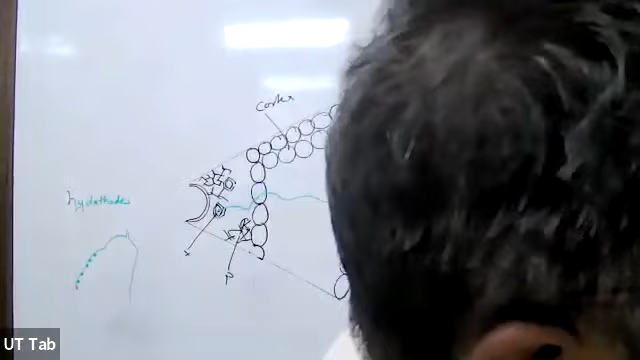 Cortex
hydathodes
x
P
UT Tab